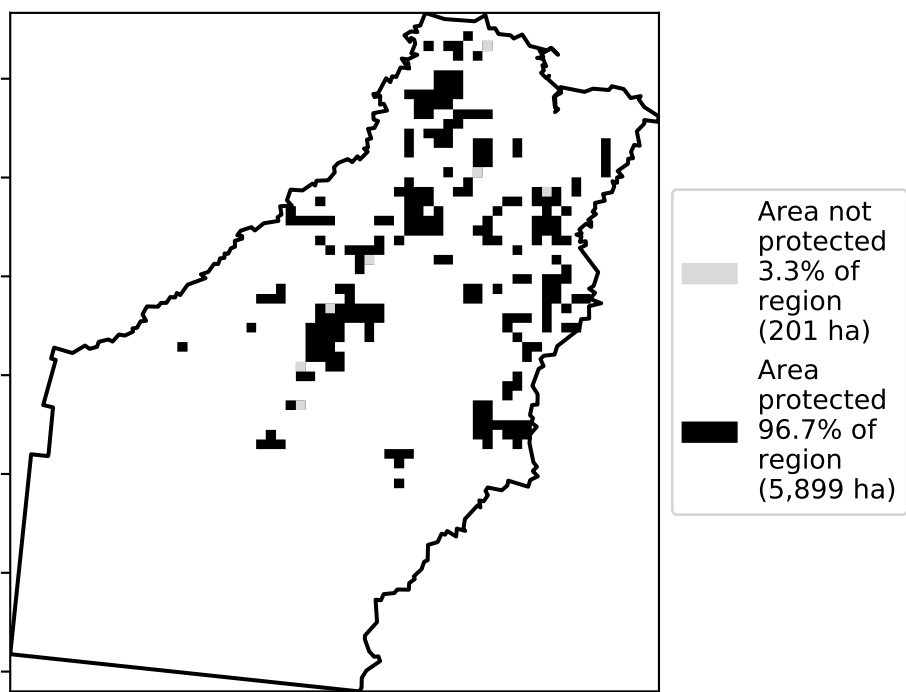 Area not
protected
3.3% of
region
(201 ha)
Area
protected
96.7% of
region
(5,899 ha)